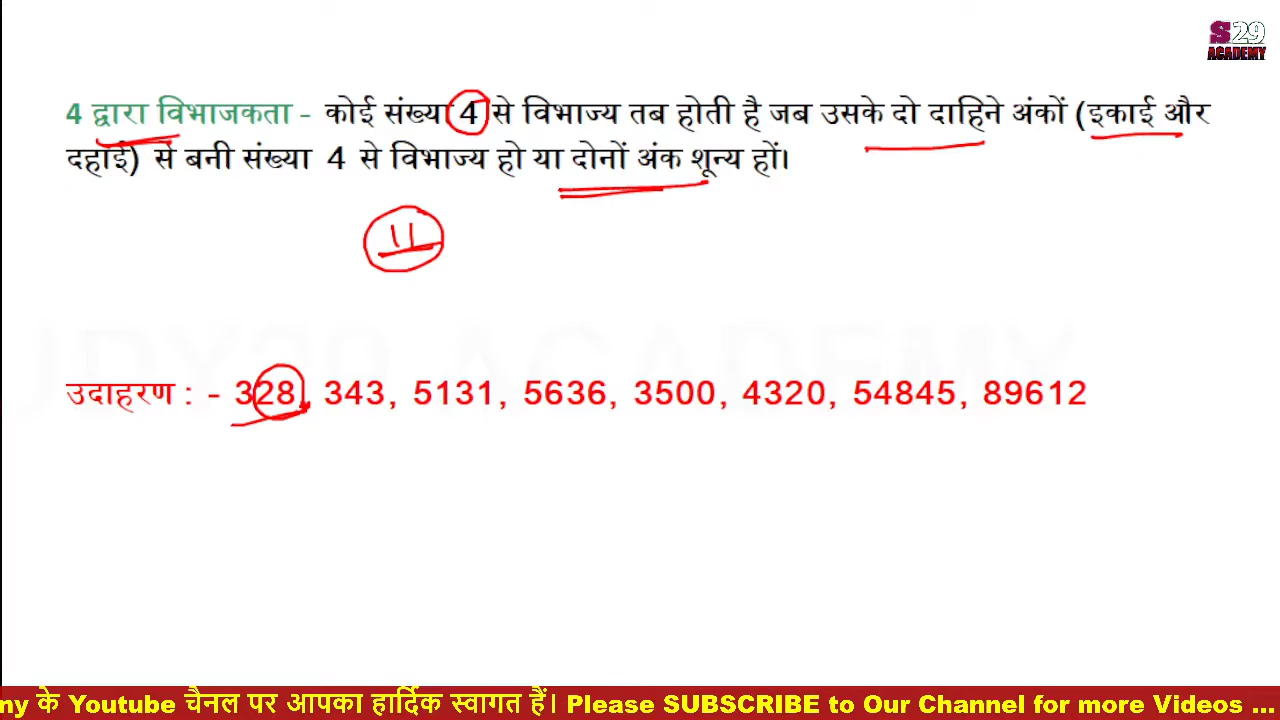 S29
ACADEMY
4 द्वारा विभाजकता - कोई संख्या 4 से विभाज्य तब होती है जब उसके दो दाहिने अंकों (इकाई और
दहाई) से बनी संख्या 4 से विभाज्य हो या दोनों अंक शून्य हों।
11
उदाहरण : - 328, 343, 5131, 5636, 3500, 4320, 54845, 89612
my के Youtube चैनल पर आपका हार्दिक स्वागत हैं। Please SUBSCRIBE to Our Channel for more Videos ...